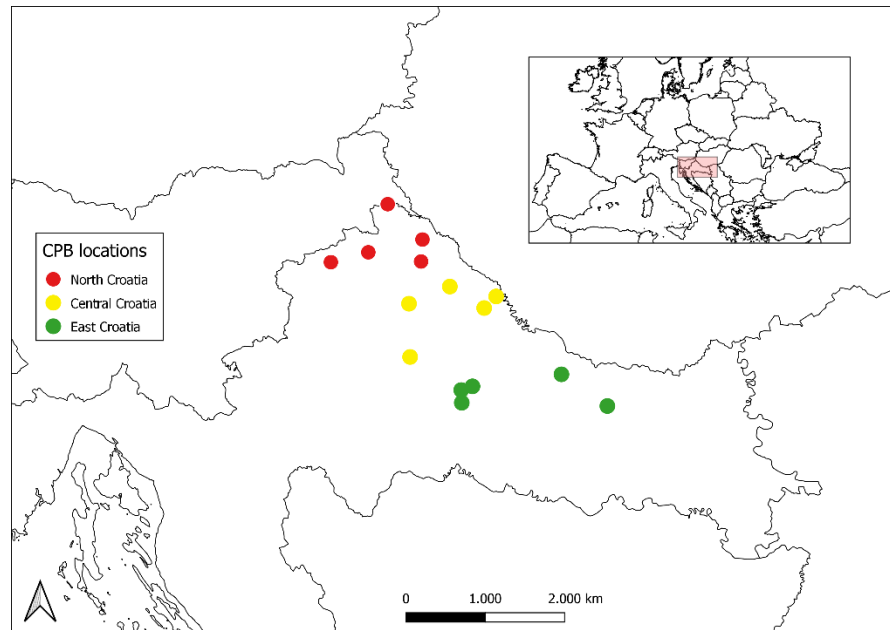 CPB locations
North Croatia
Central Croatia
East Croatia
0 1.000 2.000 km